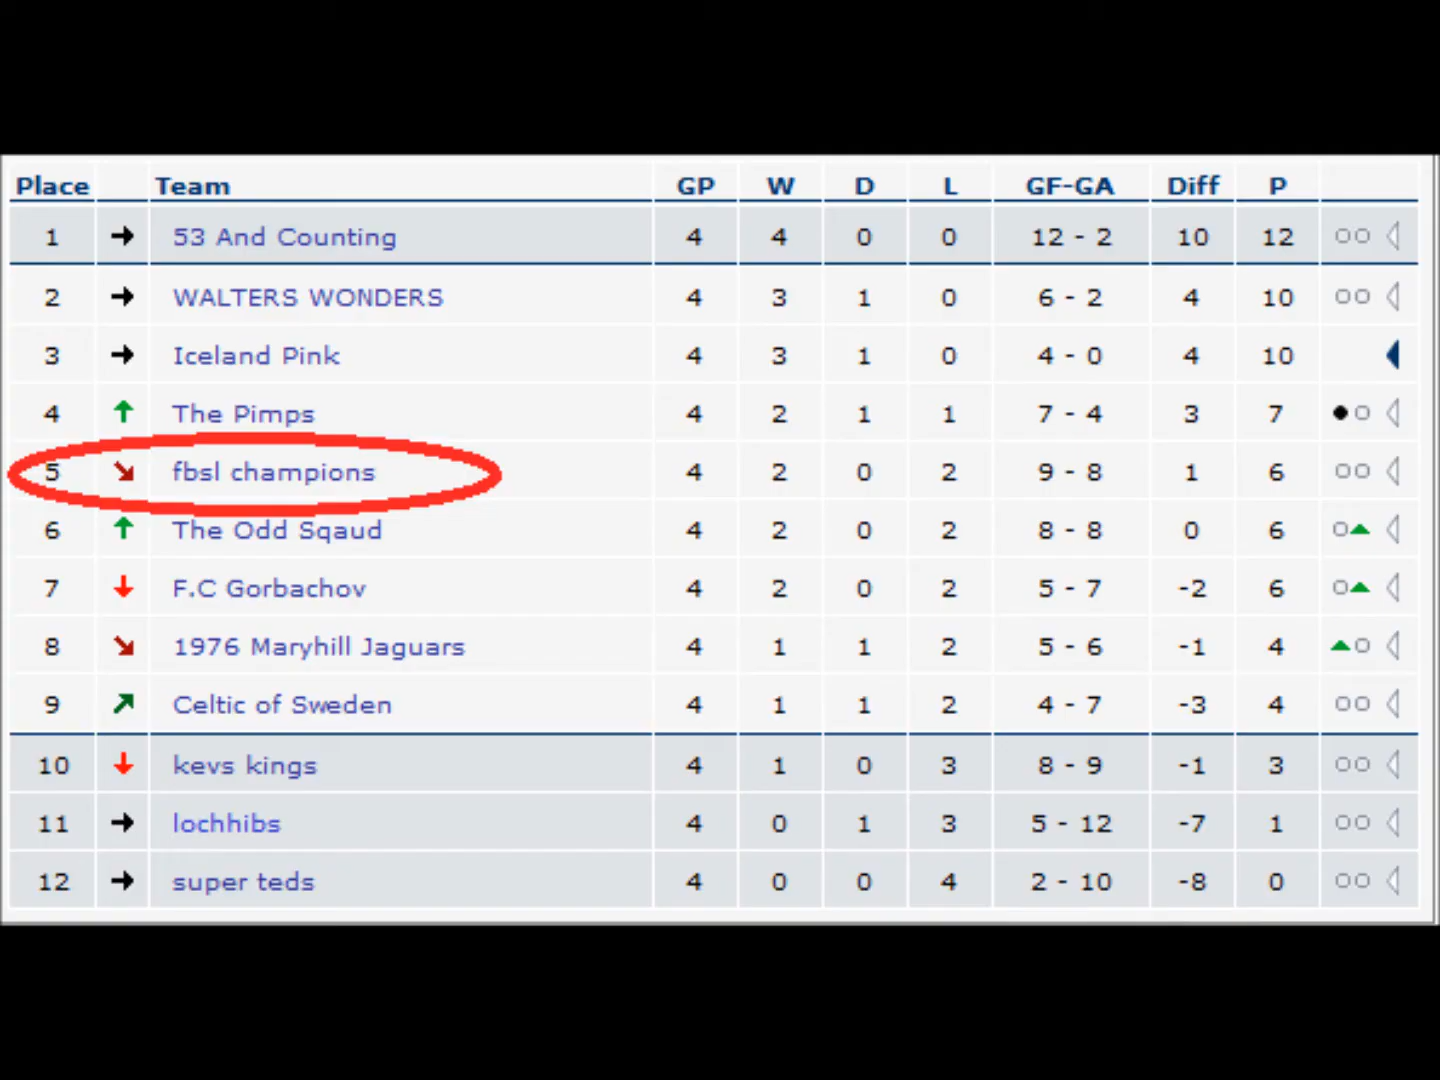 Place Team GP W D L GF-GA Diff P
1 53 And Counting 4 4 0 0 12 - 2 10 12
2 WALTERS WONDERS 4 3 1 0 6 - 2 4 10
3 Iceland Pink 4 3 1 0 4 - 0 4 10
4 The Pimps 4 2 1 1 7 - 4 3 7
5 fbsl champions 4 2 0 2 9 - 8 1 6
6 The Odd Sqaud 4 2 0 2 8 - 8 0 6
7 F.C Gorbachov 4 2 0 2 5 - 7 -2 6
8 1976 Maryhill Jaguars 4 1 1 2 5 - 6 -1 4
9 Celtic of Sweden 4 1 1 2 4 - 7 -3 4
10 kevs kings 4 1 0 3 8 - 9 -1 3
11 lochhibs 4 0 1 3 5 - 12 -7 1
12 super teds 4 0 0 4 2 - 10 -8 0